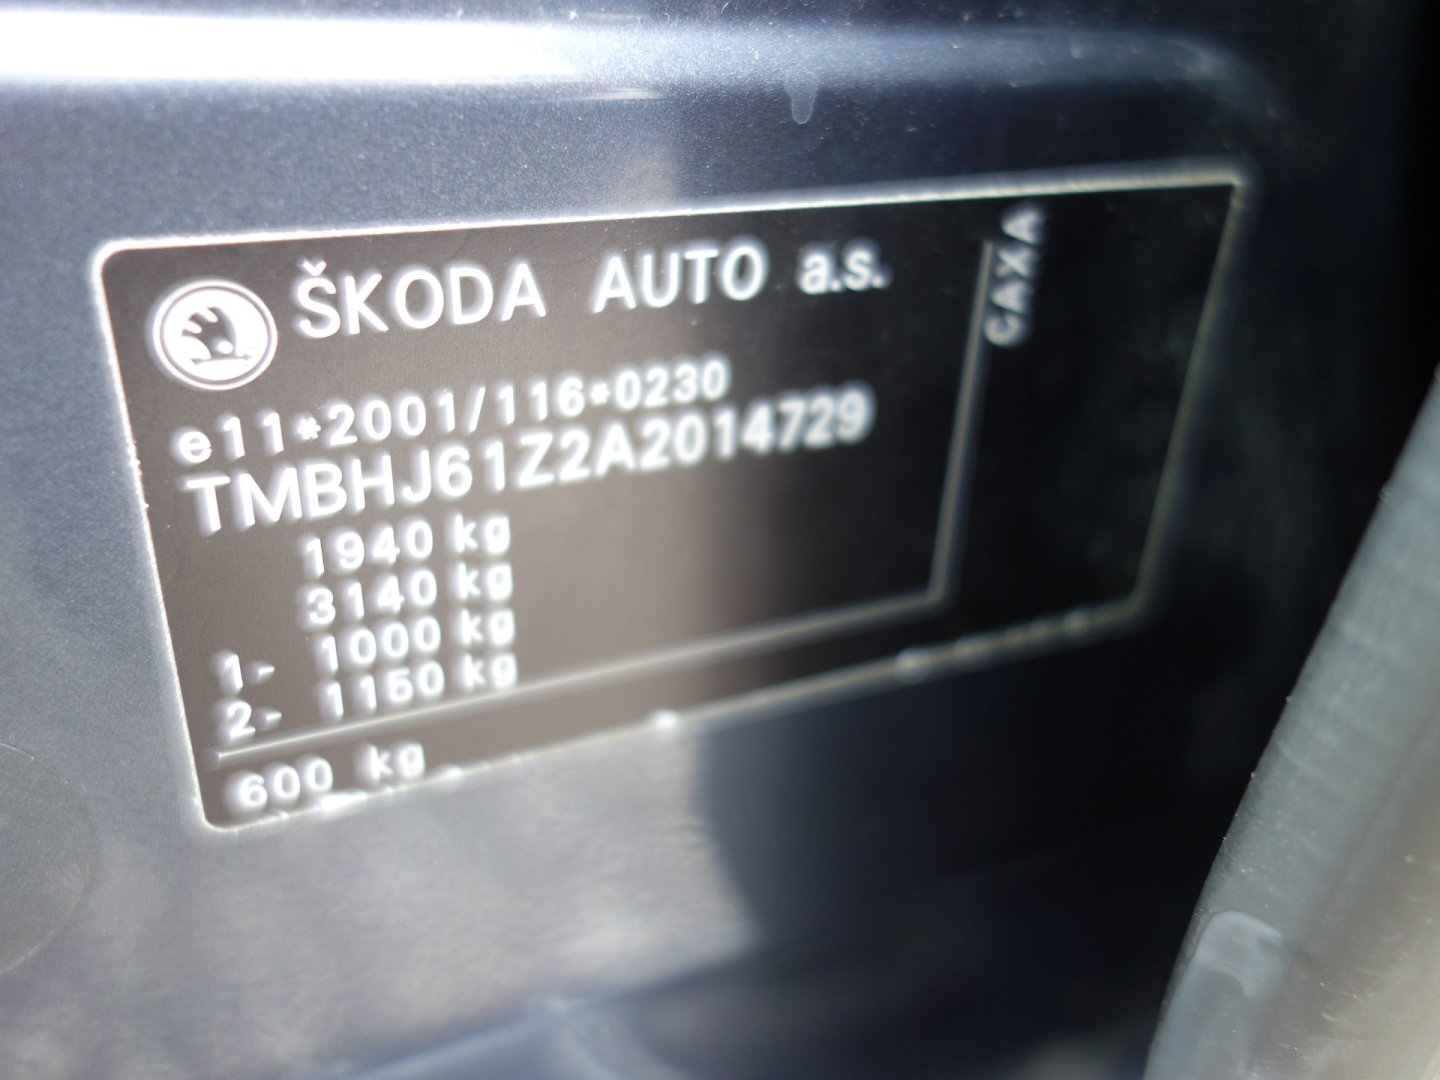 ŠKODA AUTO a.s.
e11*2001/116*0230
TMBHJ61Z2A2014729
1940 kg
3140 kg
1- 1000 kg
2- 1150 kg
600 kg
CAXA